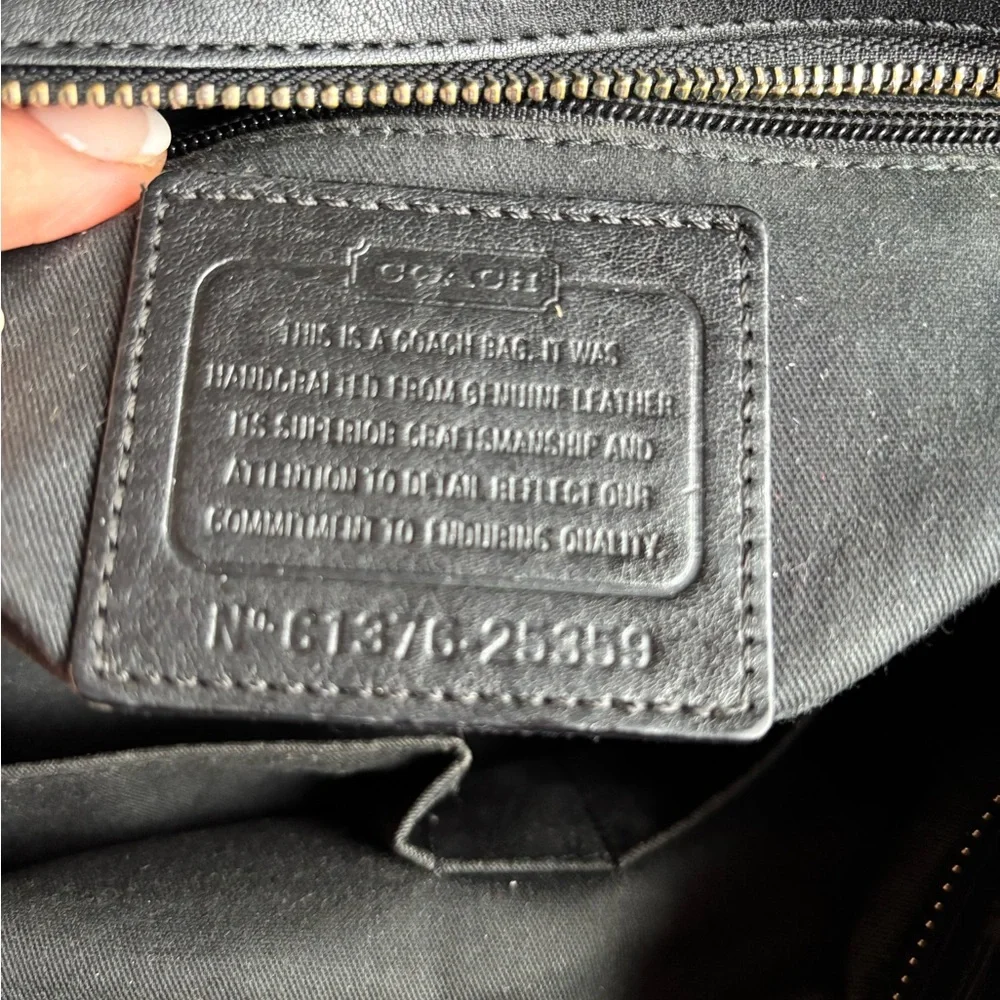 COACH
THIS IS A COACH BAG. IT WAS
HANDCRAFTED FROM GENUINE LEATHER
ITS SUPERIOR CRAFTSMANSHIP AND
ATTENTION TO DETAIL REFLECT OUR
COMMITMENT TO ENDURING QUALITY.
No. G1376-25359